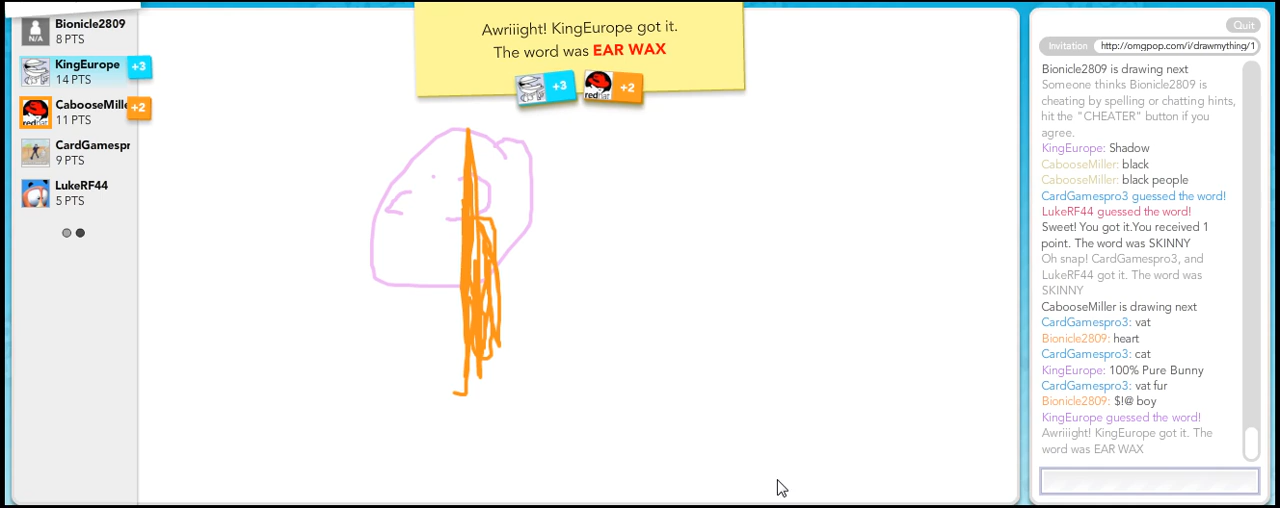 Bionicle2809
8 PTS
N/A
KingEurope
14 PTS
+3
CabooseMille
11 PTS
+2
redhat
CardGamespr
9 PTS
LukeRF44
5 PTS
Awriiight! KingEurope got it.
The word was EAR WAX
+3
redhat
+2
Quit
Invitation
http://omgpop.com/i/drawmything/1
Bionicle2809 is drawing next
Someone thinks Bionicle2809 is
cheating by spelling or chatting hints,
hit the "CHEATER" button if you
agree.
KingEurope: Shadow
CabooseMiller: black
CabooseMiller: black people
CardGamespro3 guessed the word!
LukeRF44 guessed the word!
Sweet! You got it.You received 1
point. The word was SKINNY
Oh snap! CardGamespro3, and
LukeRF44 got it. The word was
SKINNY
CabooseMiller is drawing next
CardGamespro3: vat
Bionicle2809: heart
CardGamespro3: cat
KingEurope: 100% Pure Bunny
CardGamespro3: vat fur
Bionicle2809: $!@ boy
KingEurope guessed the word!
Awriiight! KingEurope got it. The
word was EAR WAX